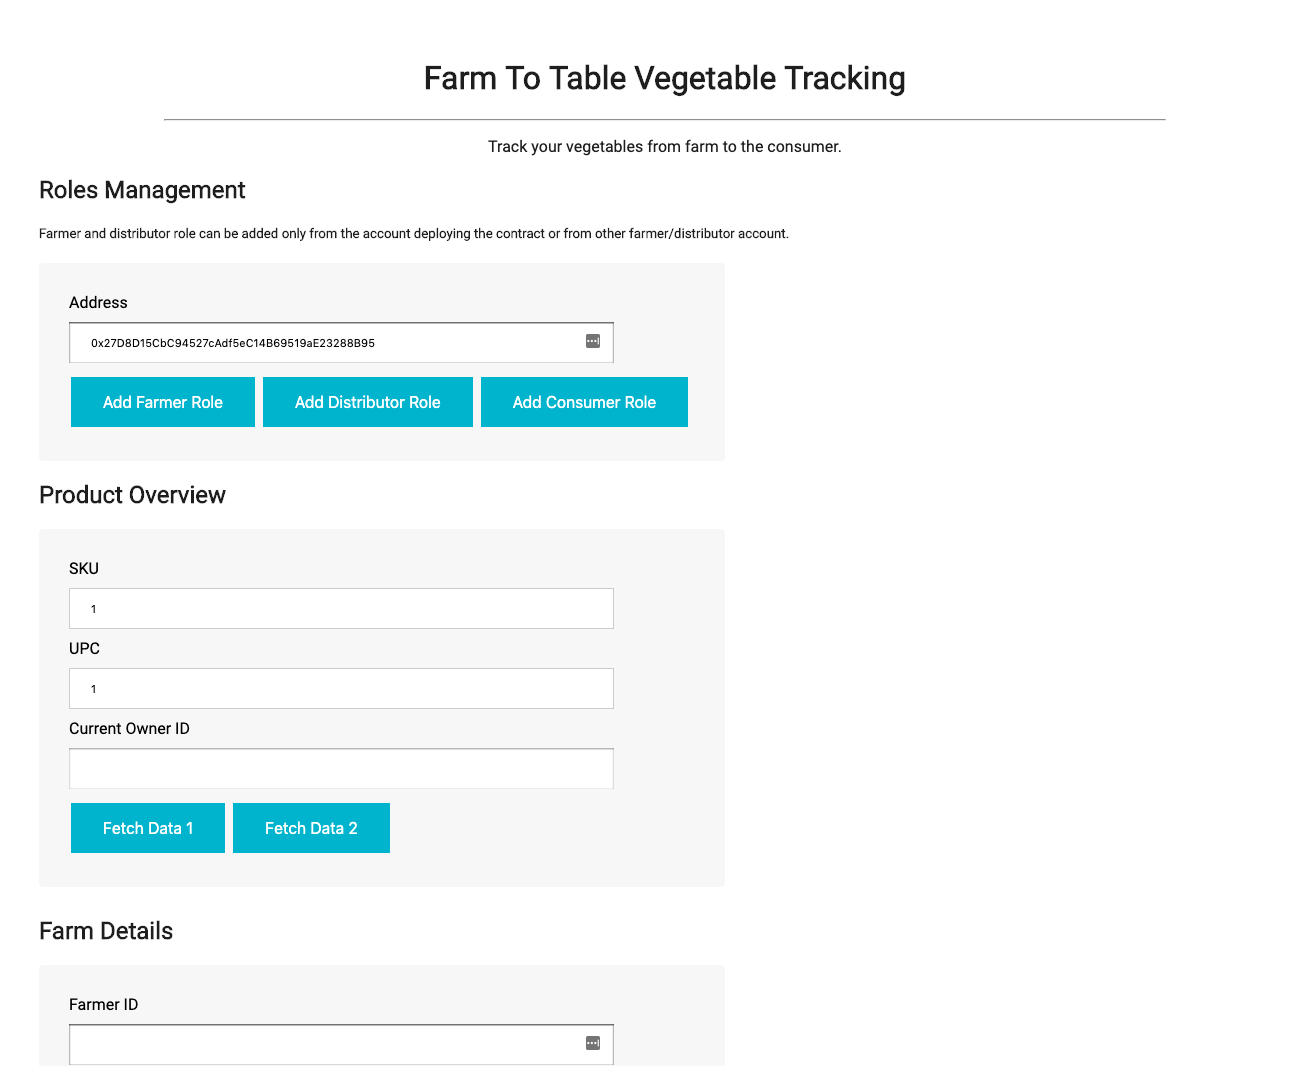 Farm To Table Vegetable Tracking
Track your vegetables from farm to the consumer.
Roles Management
Farmer and distributor role can be added only from the account deploying the contract or from other farmer/distributor account.
Address
0x27D8D15CbC94527cAdf5eC14B69519aE23288B95
Add Farmer Role Add Distributor Role Add Consumer Role
Product Overview
SKU
1
UPC
1
Current Owner ID
Fetch Data 1 Fetch Data 2
Farm Details
Farmer ID